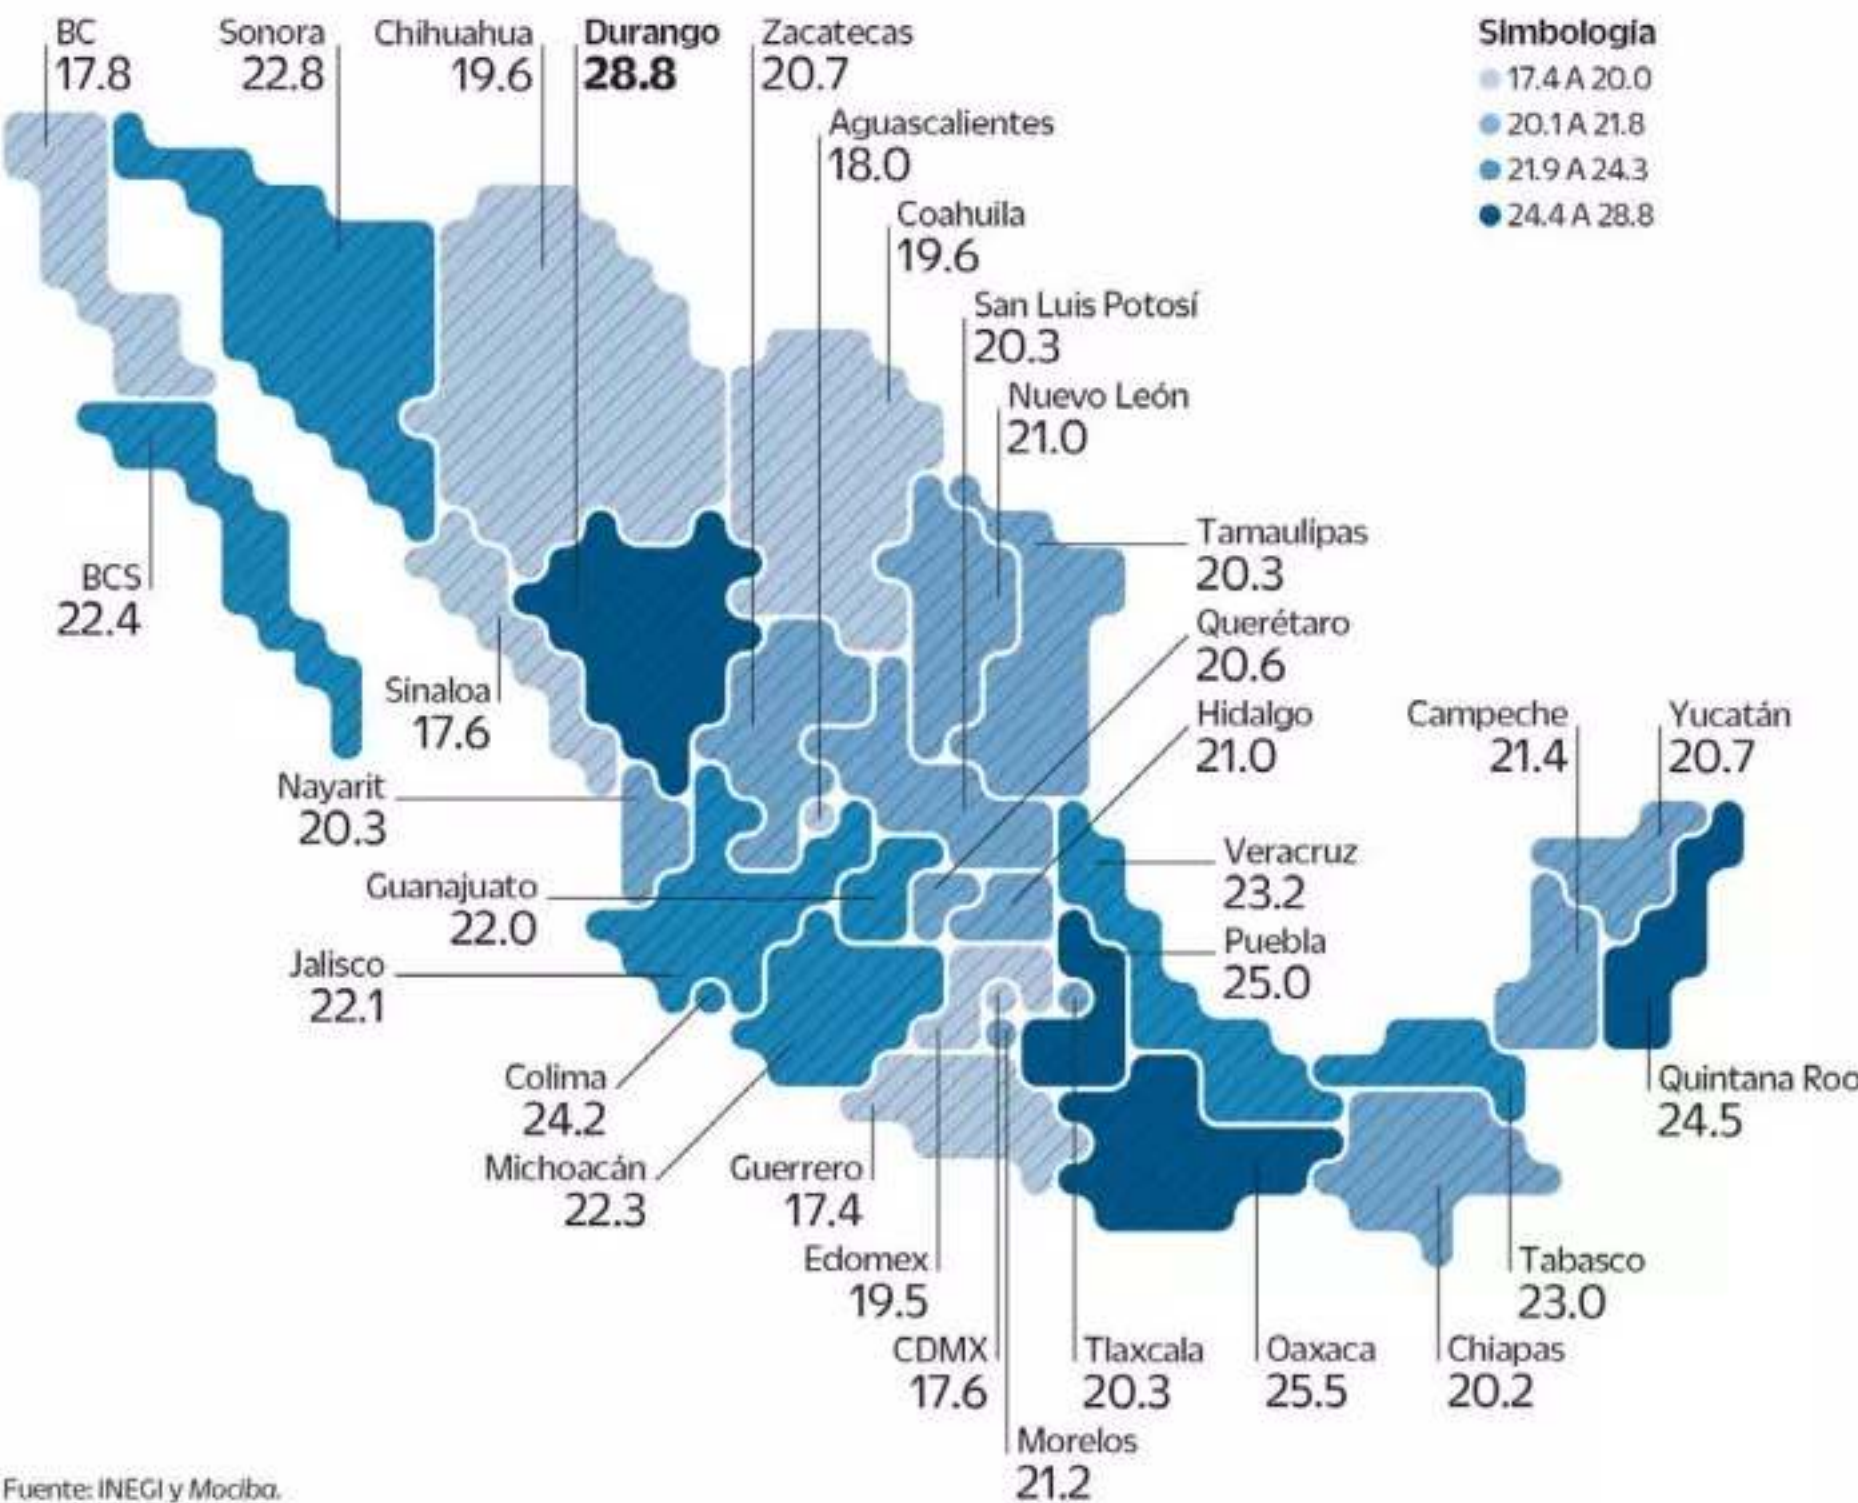 BC
17.8
Sonora
22.8
Chihuahua
19.6
Durango
28.8
Zacatecas
20.7
Aguascalientes
18.0
Coahuila
19.6
San Luis Potosí
20.3
Nuevo León
21.0
Simbología
17.4 A 20.0
20.1 A 21.8
21.9 A 24.3
24.4 A 28.8
Tamaulipas
20.3
BCS
22.4
Querétaro
20.6
Sinaloa
17.6
Hidalgo
21.0
Campeche
21.4
Yucatán
20.7
Nayarit
20.3
Veracruz
23.2
Guanajuato
22.0
Puebla
25.0
Jalisco
22.1
Colima
24.2
Quintana Roo
24.5
Michoacán
22.3
Guerrero
17.4
Edomex
19.5
Tabasco
23.0
CDMX
17.6
Tlaxcala
20.3
Oaxaca
25.5
Chiapas
20.2
Morelos
21.2
Fuente: INEGI y Mociba.